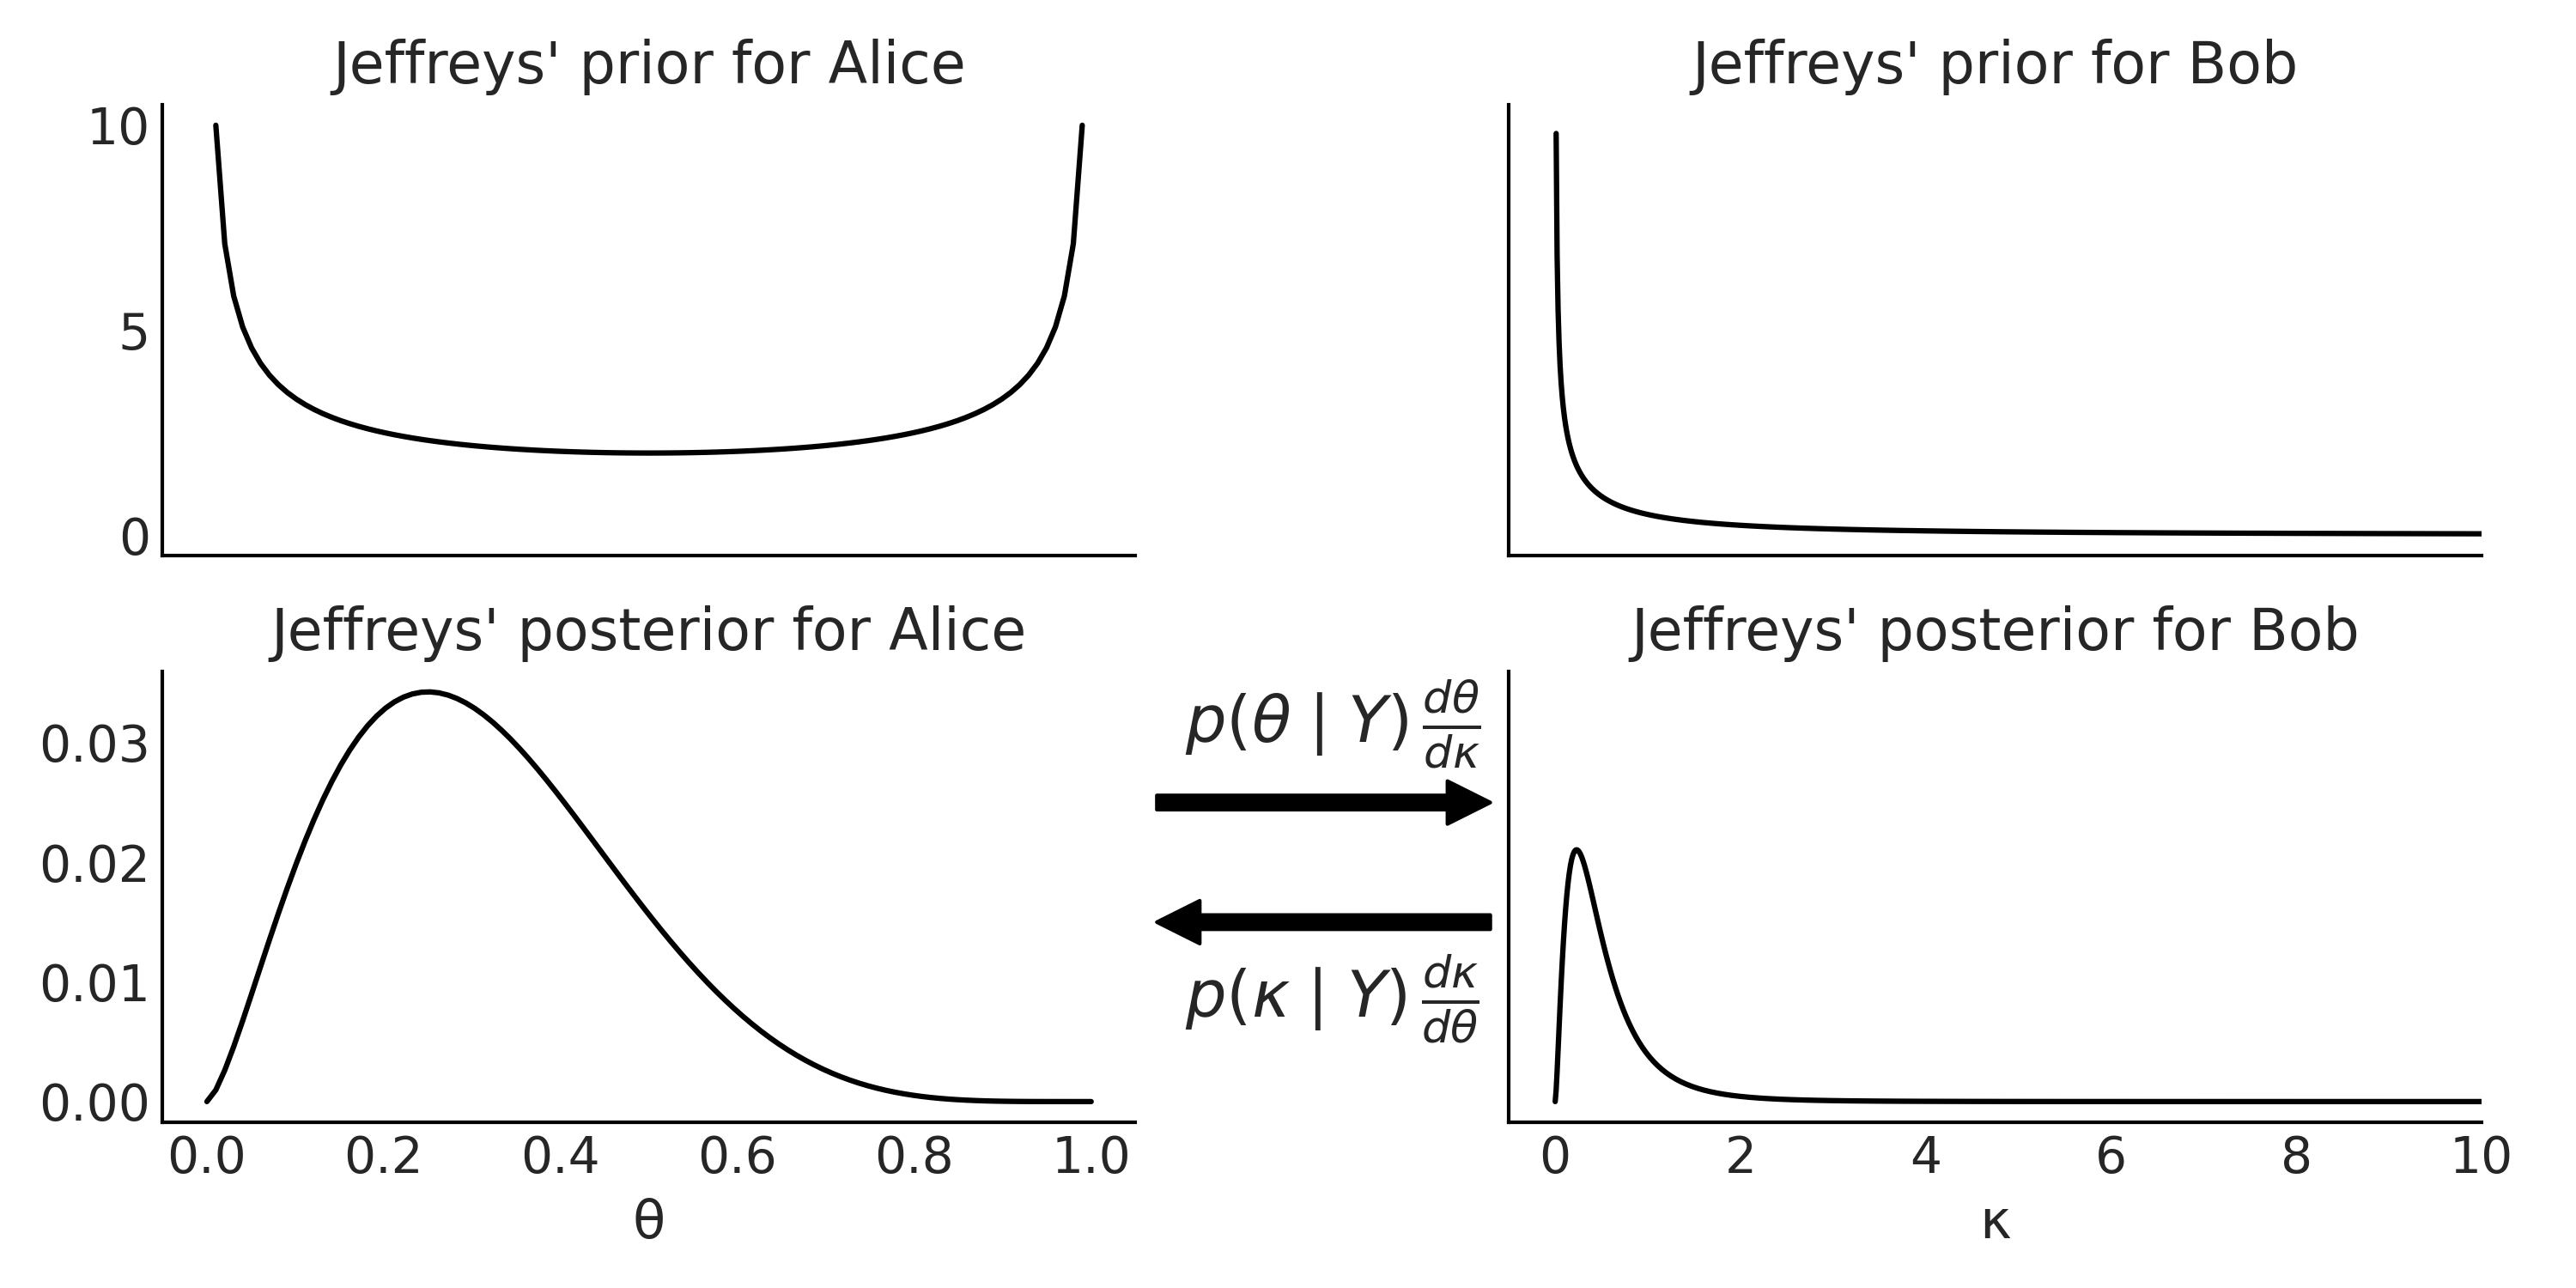 Jeffreys' prior for Alice
Jeffreys' prior for Bob
10
5
0
Jeffreys' posterior for Alice
Jeffreys' posterior for Bob
0.03
0.02
0.01
0.00
p(θ | Y) dθ/dκ
p(κ | Y) dκ/dθ
0.0 0.2 0.4 0.6 0.8 1.0
0 2 4 6 8 10
θ
κ